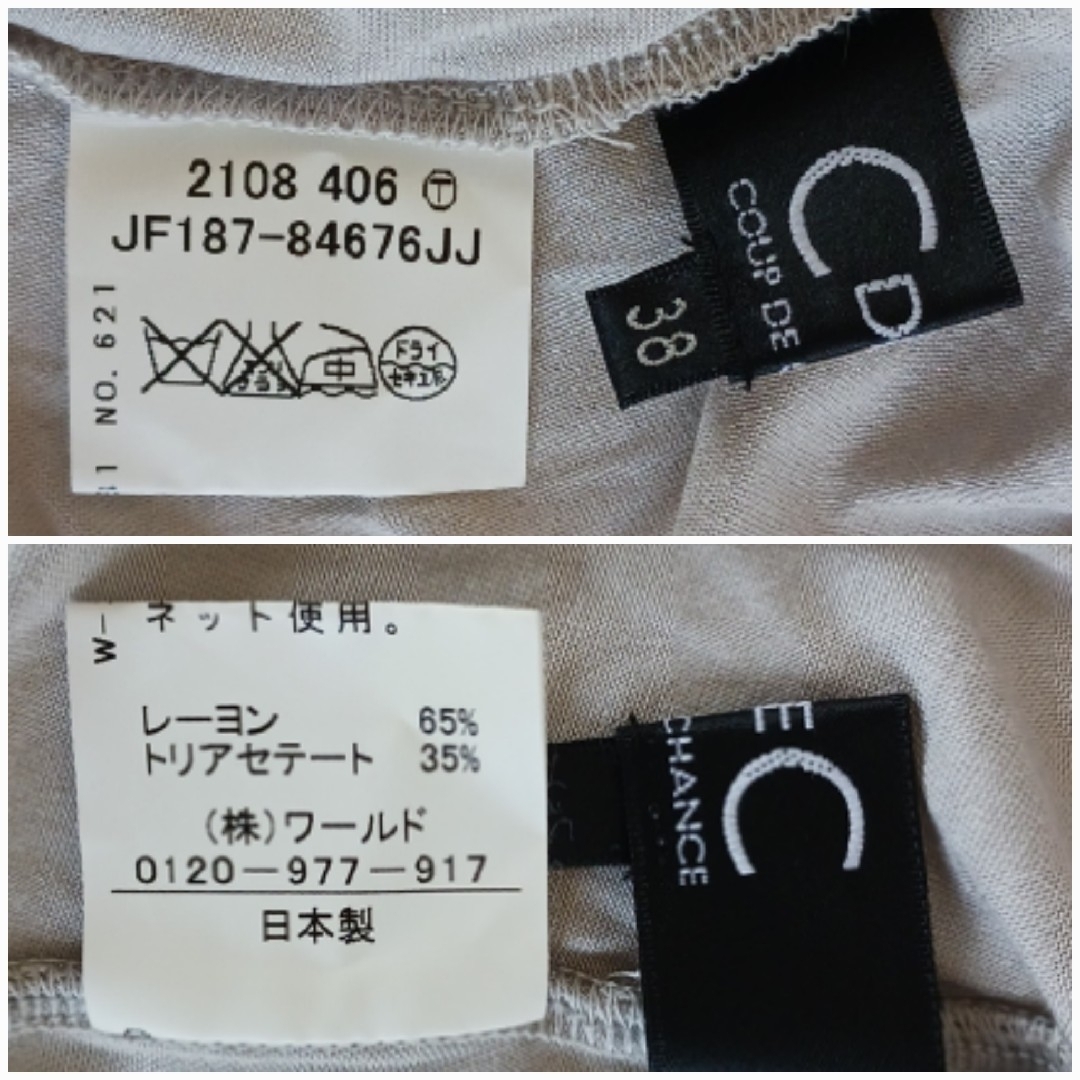 2108 406 〒
JF187-84676JJ
NO. 621
中
ドライ
セキユ系
38
C D
COUP DE
ネット使用。
W-
レーヨン 65%
トリアセテート 35%
(株)ワールド
0120-977-917
日本製
E C
CHANCE